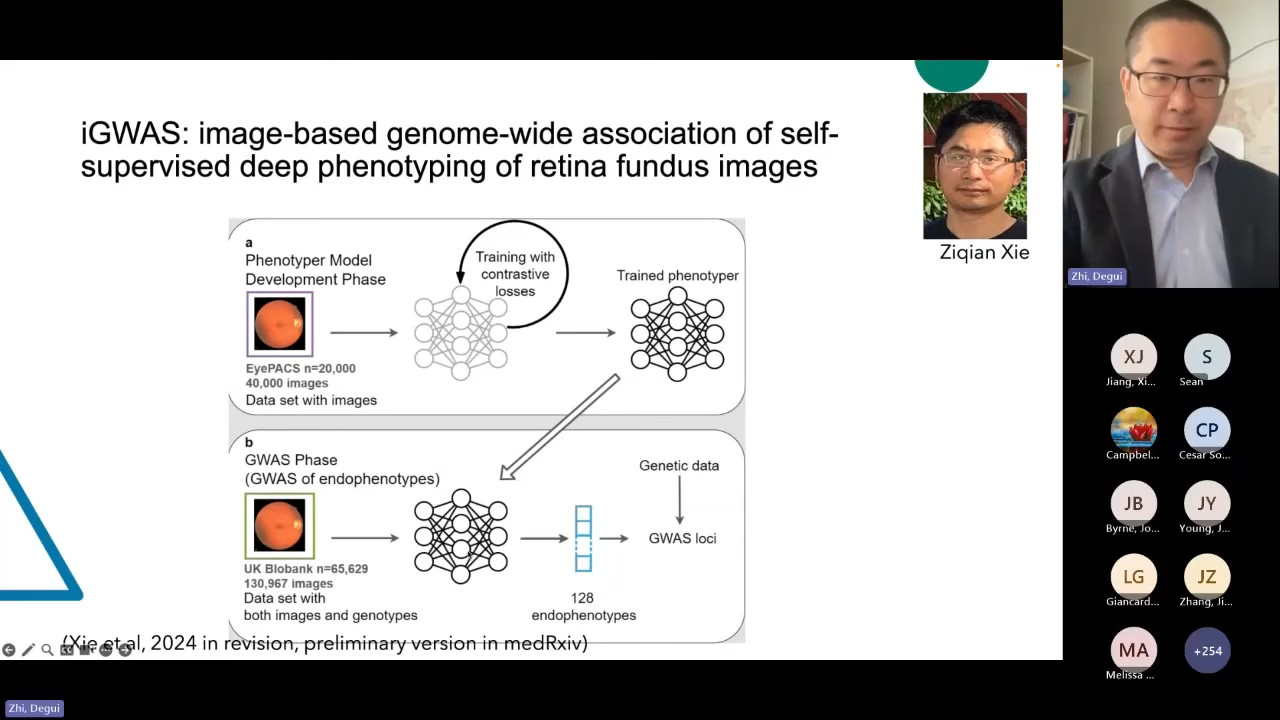 iGWAS: image-based genome-wide association of self-
supervised deep phenotyping of retina fundus images
Ziqian Xie
Zhi, Degui
a
Phenotyper Model
Development Phase
Training with
contrastive
losses
Trained phenotyper
EyePACS n=20,000
40,000 images
Data set with images
b
GWAS Phase
(GWAS of endophenotypes)
Genetic data
GWAS loci
UK Biobank n=65,629
130,967 images
Data set with
both images and genotypes
128
endophenotypes
(Xie et al, 2024 in revision, preliminary version in medRxiv)
XJ
Jiang, Xi...
S
Sean
Campbel...
CP
Cesar So...
JB
Byrne, Jo...
JY
Young, J...
LG
Giancard...
JZ
Zhang, Ji...
MA
Melissa ...
+254
Zhi, Degui